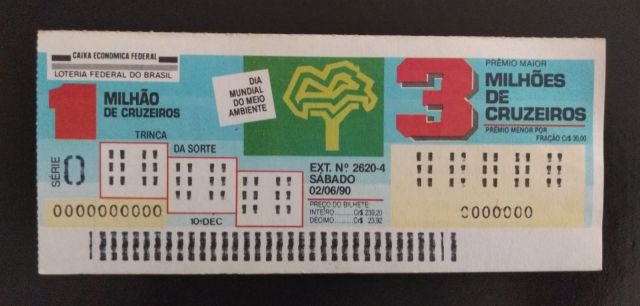 CAIXA ECONOMICA FEDERAL
LOTERIA FEDERAL DO BRASIL
1 MILHÃO
DE CRUZEIROS
TRINCA
DA SORTE
SÉRIE 0
0000000000
10ª DEC
DIA
MUNDIAL
DO MEIO
AMBIENTE
EXT. Nº 2620-4
SÁBADO
02/06/90
PREÇO DO BILHETE
INTEIRO ........ Cr$ 239,20
DÉCIMO ........ Cr$ 23,92
PRÊMIO MAIOR
3 MILHÕES
DE
CRUZEIROS
PRÊMIO MENOR POR
FRAÇÃO Cr$ 30,00
0000000